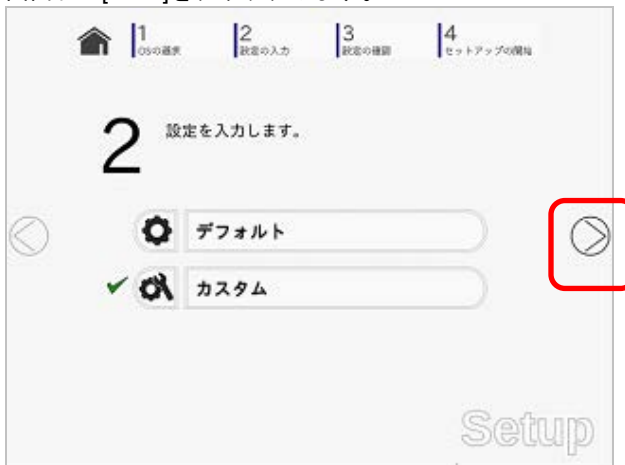 1
OSの選択
2
設定の入力
3
設定の確認
4
セットアップの開始
2
設定を入力します。
デフォルト
カスタム
Setup